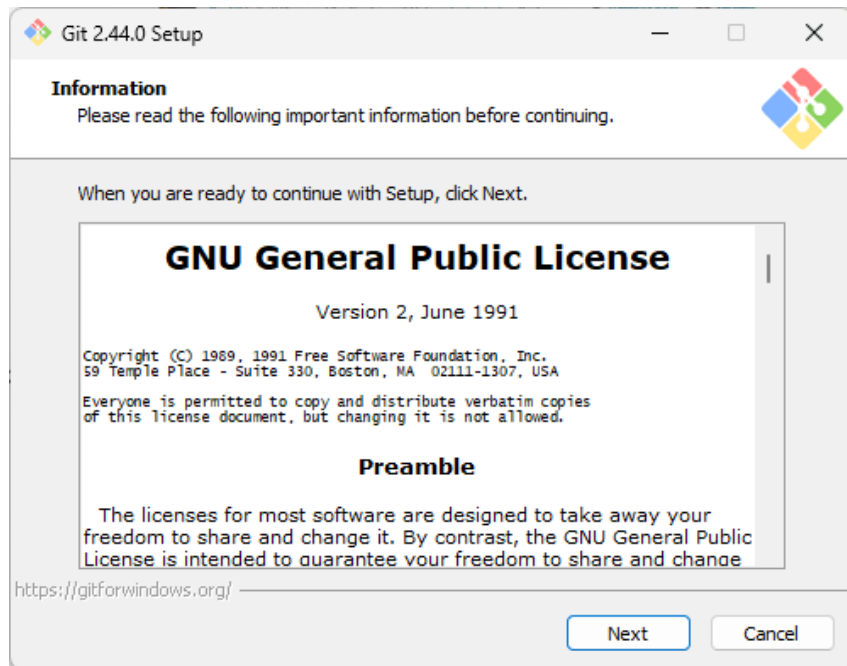 Git 2.44.0 Setup
Information
Please read the following important information before continuing.
When you are ready to continue with Setup, click Next.
GNU General Public License
Version 2, June 1991
Copyright (C) 1989, 1991 Free Software Foundation, Inc.
59 Temple Place - Suite 330, Boston, MA  02111-1307, USA
Everyone is permitted to copy and distribute verbatim copies
of this license document, but changing it is not allowed.
Preamble
The licenses for most software are designed to take away your
freedom to share and change it. By contrast, the GNU General Public
License is intended to guarantee your freedom to share and change
https://gitforwindows.org/
Next
Cancel